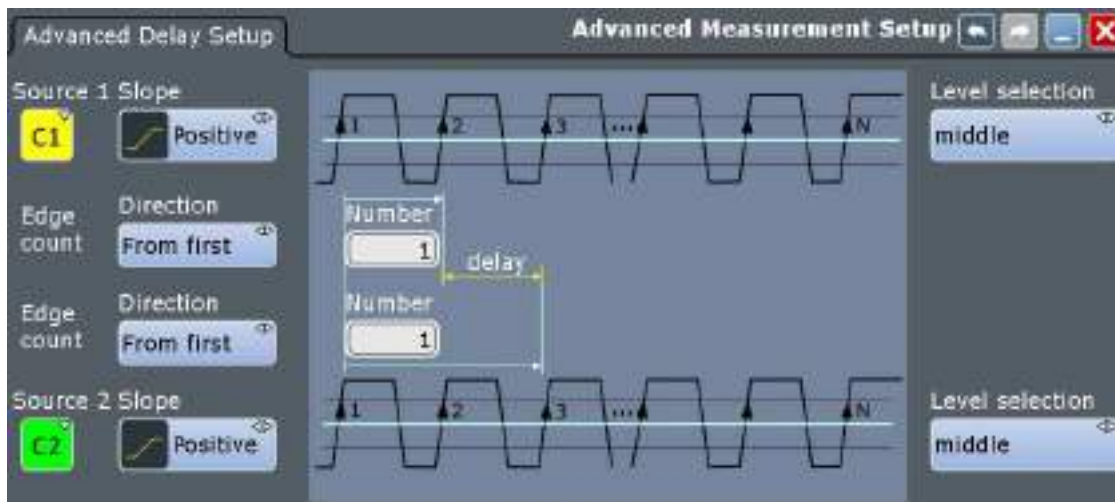 Advanced Delay Setup
Advanced Measurement Setup
Source 1 Slope
C1
Positive
1 2 3 ... N
Level selection
middle
Edge count
Direction
From first
Number
1
delay
Edge count
Direction
From first
Number
1
Source 2 Slope
C2
Positive
1 2 3 ... N
Level selection
middle